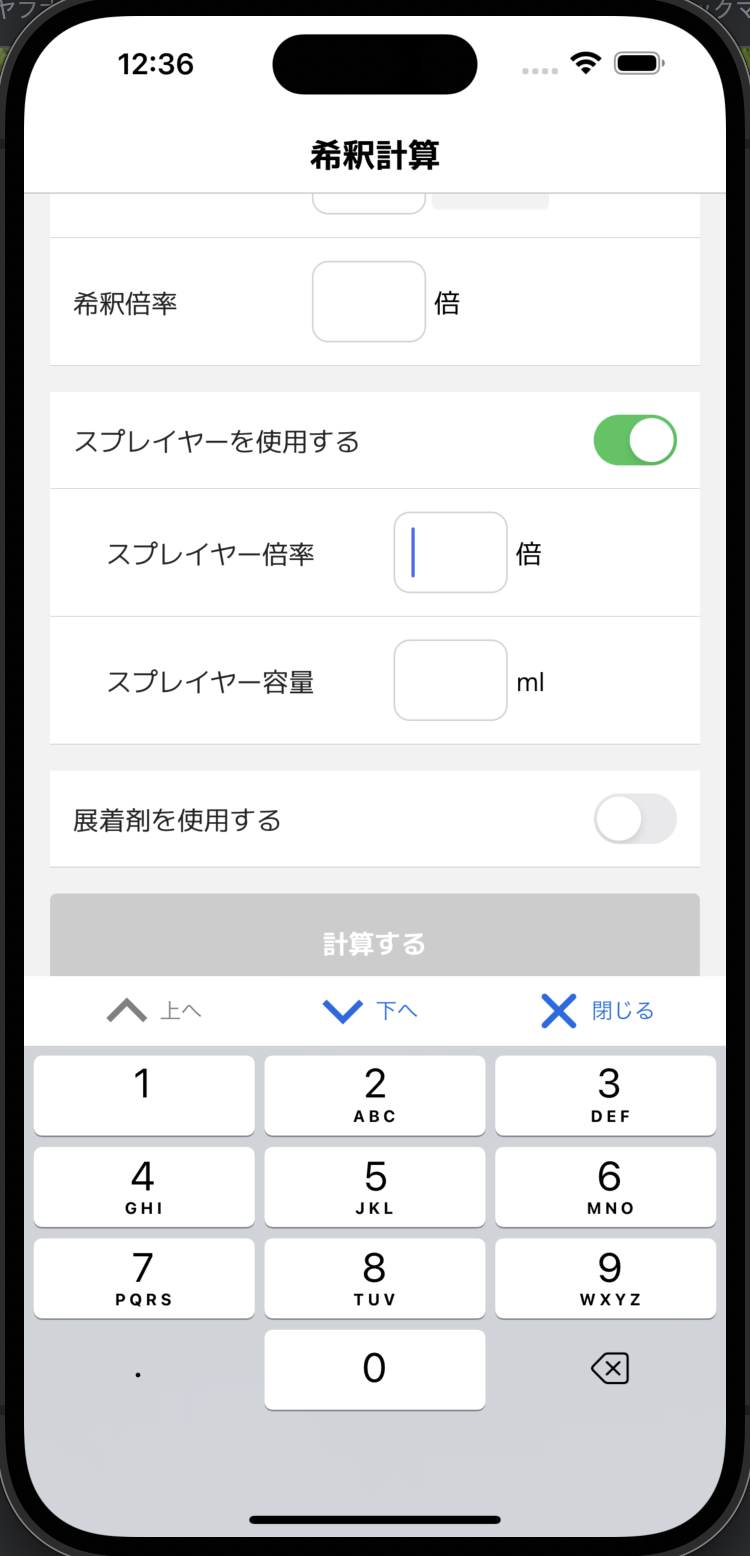 12:36
希釈計算
希釈倍率 倍
スプレイヤーを使用する
スプレイヤー倍率 倍
スプレイヤー容量 ml
展着剤を使用する
計算する
上へ 下へ 閉じる
1 2 3
ABC DEF
4 5 6
GHI JKL MNO
7 8 9
PQRS TUV WXYZ
. 0